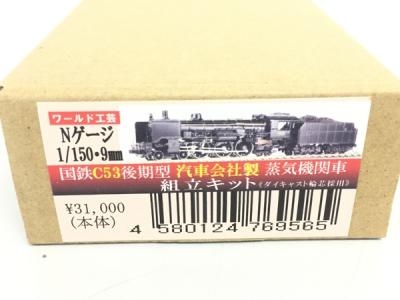 ワールド工芸
Nゲージ
1/150・9mm
国鉄C53後期型 汽車会社製 蒸気機関車
組立キット《ダイキャスト輪芯採用》
¥31,000
(本体)
4 580124 769565